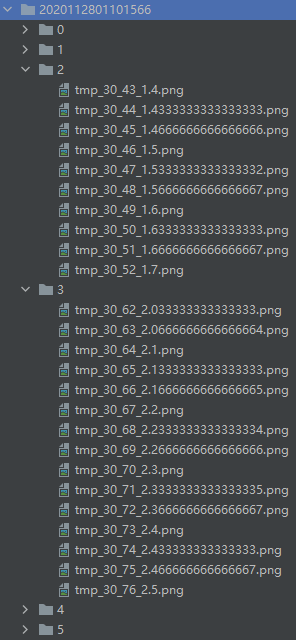 2020112801101566
0
1
2
tmp_30_43_1.4.png
tmp_30_44_1.4333333333333333.png
tmp_30_45_1.4666666666666666.png
tmp_30_46_1.5.png
tmp_30_47_1.5333333333333332.png
tmp_30_48_1.5666666666666667.png
tmp_30_49_1.6.png
tmp_30_50_1.6333333333333333.png
tmp_30_51_1.6666666666666667.png
tmp_30_52_1.7.png
3
tmp_30_62_2.033333333333333.png
tmp_30_63_2.0666666666666664.png
tmp_30_64_2.1.png
tmp_30_65_2.1333333333333333.png
tmp_30_66_2.1666666666666665.png
tmp_30_67_2.2.png
tmp_30_68_2.2333333333333334.png
tmp_30_69_2.2666666666666666.png
tmp_30_70_2.3.png
tmp_30_71_2.3333333333333335.png
tmp_30_72_2.3666666666666667.png
tmp_30_73_2.4.png
tmp_30_74_2.433333333333333.png
tmp_30_75_2.466666666666667.png
tmp_30_76_2.5.png
4
5